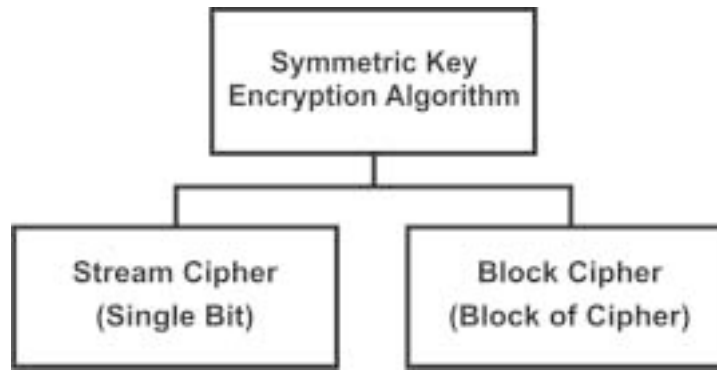 Symmetric Key
Encryption Algorithm
Stream Cipher
(Single Bit)
Block Cipher
(Block of Cipher)